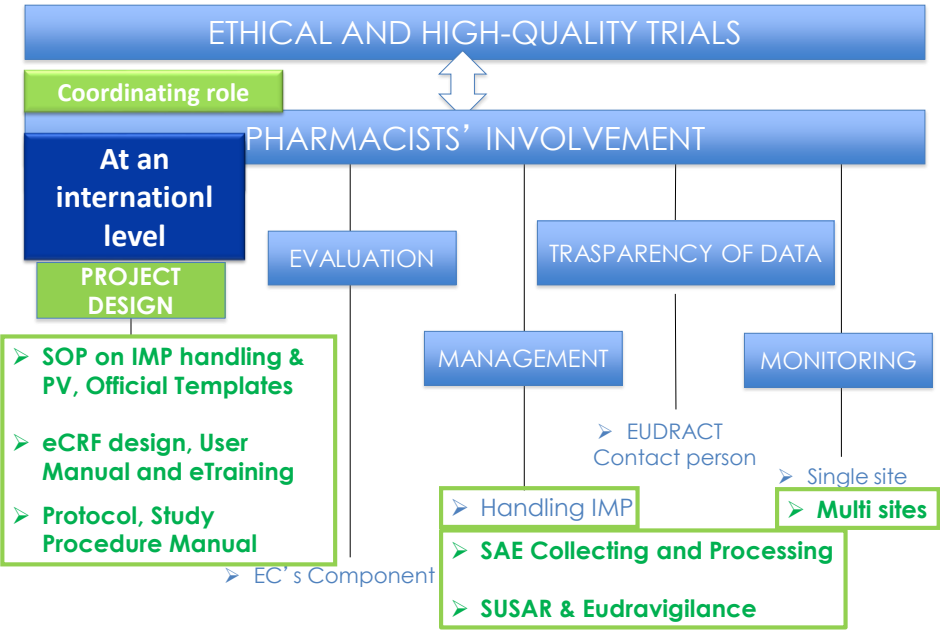 ETHICAL AND HIGH-QUALITY TRIALS
Coordinating role
PHARMACISTS’ INVOLVEMENT
At an
internationl
level
EVALUATION
TRASPARENCY OF DATA
PROJECT
DESIGN
MANAGEMENT
MONITORING
➢ SOP on IMP handling &
PV, Official Templates
➢ eCRF design, User
Manual and eTraining
➢ Protocol, Study
Procedure Manual
➢ EC’s Component
➢ Handling IMP
➢ SAE Collecting and Processing
➢ SUSAR & Eudravigilance
➢ EUDRACT
Contact person
➢ Single site
➢ Multi sites